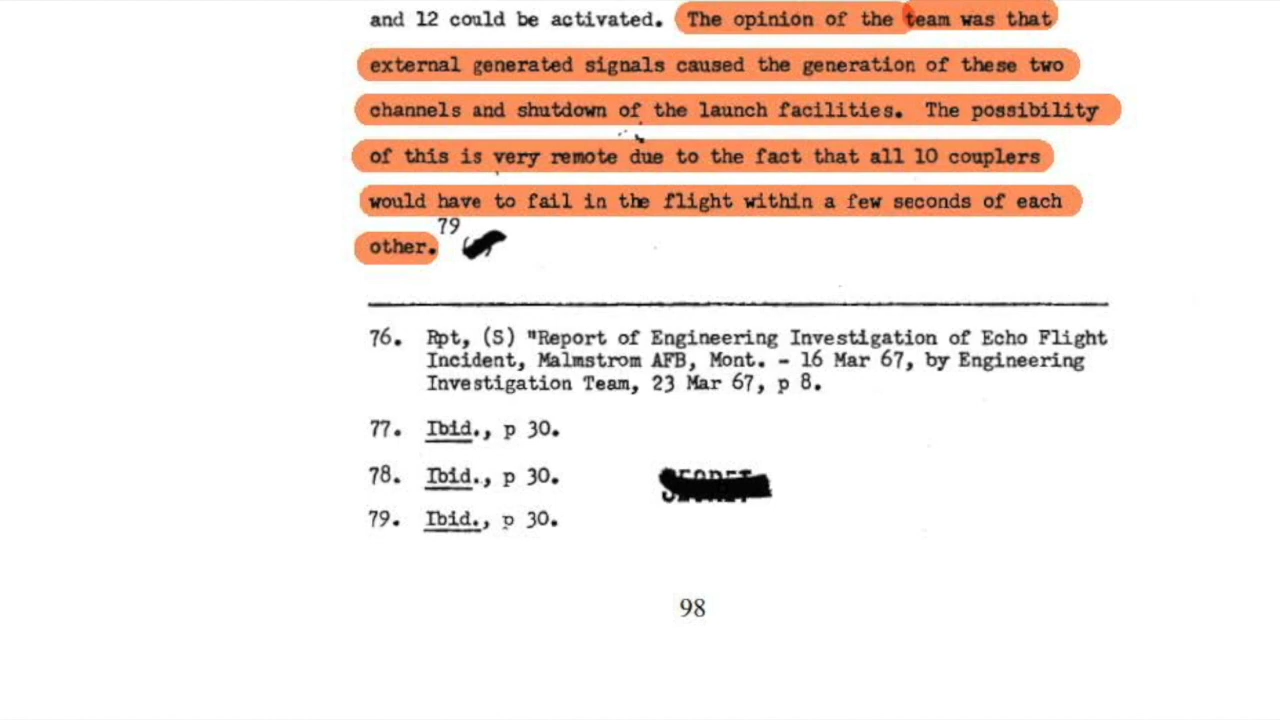 and 12 could be activated. The opinion of the team was that
external generated signals caused the generation of these two
channels and shutdown of the launch facilities. The possibility
of this is very remote due to the fact that all 10 couplers
would have to fail in the flight within a few seconds of each
other.79
76. Rpt, (S) "Report of Engineering Investigation of Echo Flight
Incident, Malmstrom AFB, Mont. - 16 Mar 67, by Engineering
Investigation Team, 23 Mar 67, p 8.
77. Ibid., p 30.
78. Ibid., p 30.
SECRET
79. Ibid., p 30.
98